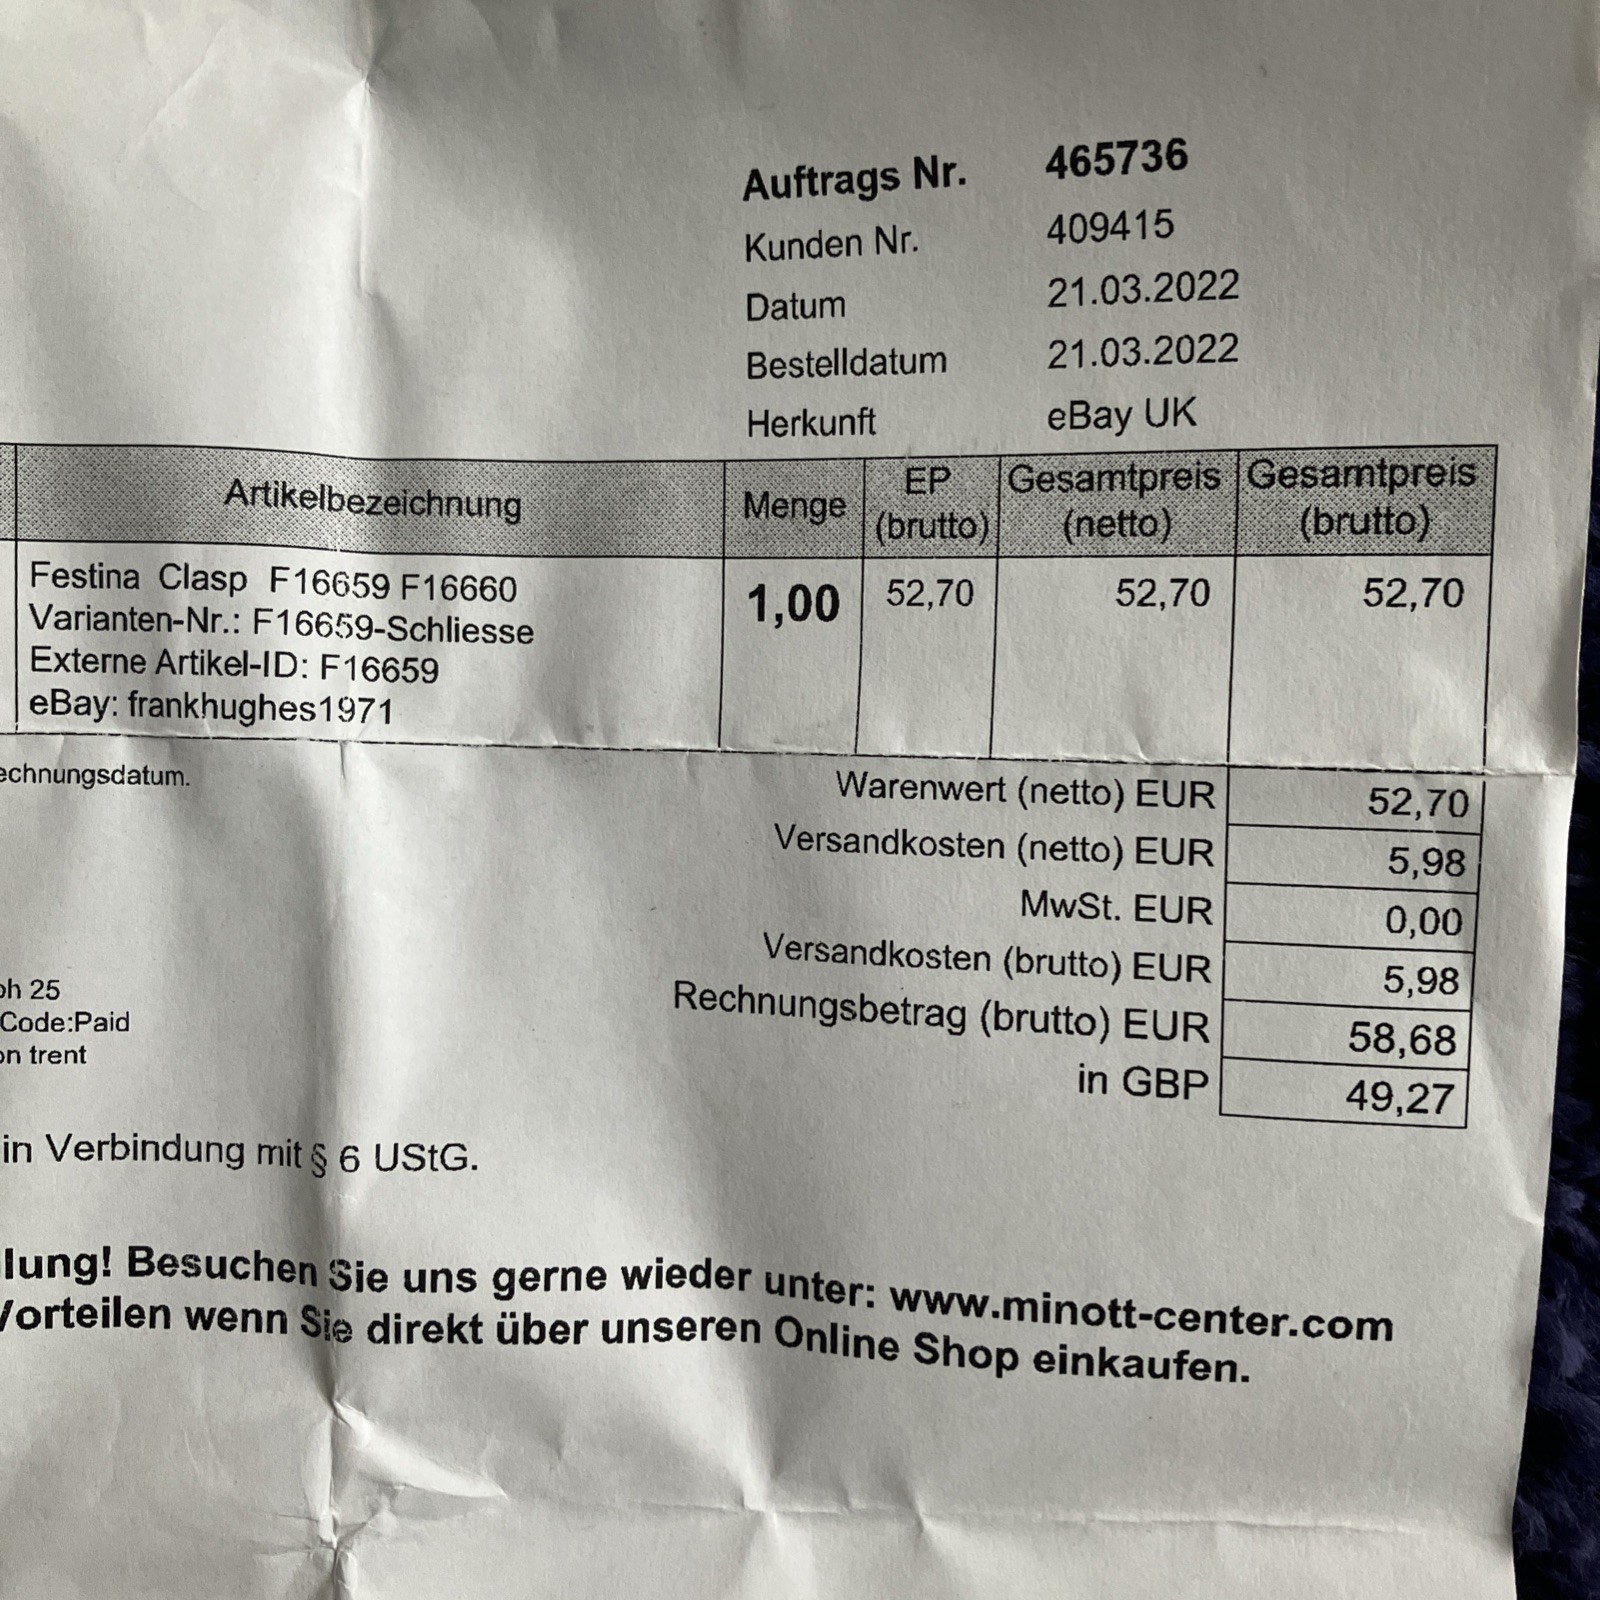 Auftrags Nr. 465736
Kunden Nr. 409415
Datum 21.03.2022
Bestelldatum 21.03.2022
Herkunft eBay UK
Artikelbezeichnung Menge EP (brutto) Gesamtpreis (netto) Gesamtpreis (brutto)
Festina Clasp F16659 F16660 1,00 52,70 52,70 52,70
Varianten-Nr.: F16659-Schliesse
Externe Artikel-ID: F16659
eBay: frankhughes1971
echnungsdatum.
Warenwert (netto) EUR 52,70
Versandkosten (netto) EUR 5,98
MwSt. EUR 0,00
Versandkosten (brutto) EUR 5,98
Rechnungsbetrag (brutto) EUR 58,68
in GBP 49,27
oh 25
Code:Paid
on trent
in Verbindung mit § 6 UStG.
lung! Besuchen Sie uns gerne wieder unter: www.minott-center.com
Vorteilen wenn Sie direkt über unseren Online Shop einkaufen.